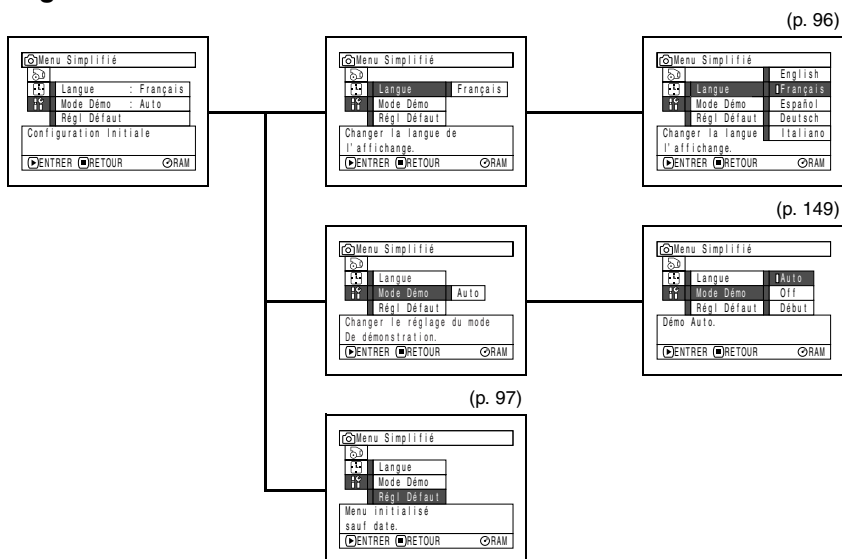 (p. 96)
Menu Simplifié
Langue : Français
Mode Démo : Auto
Régl Défaut
Configuration Initiale
ENTRER RETOUR RAM
Menu Simplifié
Langue Français
Mode Démo
Régl Défaut
Changer la langue de
l'affichange.
ENTRER RETOUR RAM
Menu Simplifié
English
Langue Français
Mode Démo Español
Régl Défaut Deutsch
Changer la langue Italiano
l'affichange.
ENTRER RETOUR RAM
(p. 149)
Menu Simplifié
Langue
Mode Démo Auto
Régl Défaut
Changer le réglage du mode
De démonstration.
ENTRER RETOUR RAM
Menu Simplifié
Langue Auto
Mode Démo Off
Régl Défaut Début
Démo Auto.
ENTRER RETOUR RAM
(p. 97)
Menu Simplifié
Langue
Mode Démo
Régl Défaut
Menu initialisé
sauf date.
ENTRER RETOUR RAM